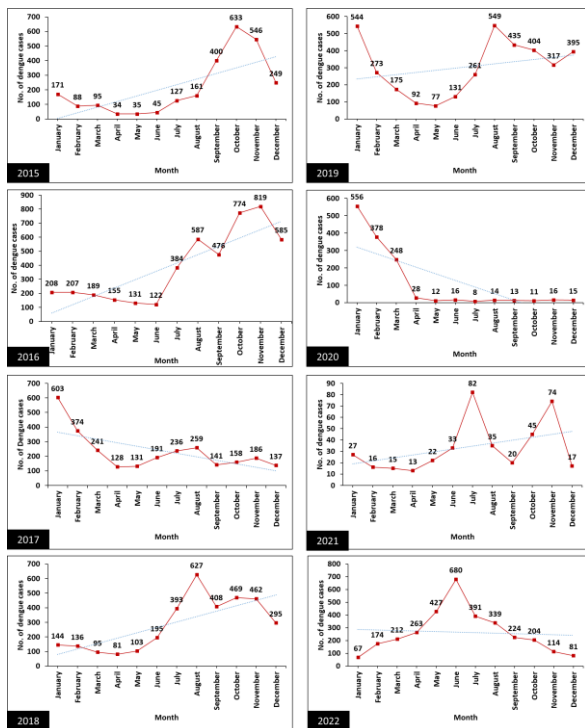 700
600
500
400
300
200
100
0
No. of dengue cases
171
88
95
34
35
45
127
161
400
633
546
249
January
February
March
April
May
June
July
August
September
October
November
December
Month
2015
900
800
700
600
500
400
300
200
100
0
No. of dengue cases
208
207
189
155
131
122
384
587
476
774
819
585
January
February
March
April
May
June
July
August
September
October
November
December
Month
2016
700
600
500
400
300
200
100
0
No. of Dengue cases
603
374
241
128
131
191
236
259
141
158
186
137
January
February
March
April
May
June
July
August
September
October
November
December
Month
2017
700
600
500
400
300
200
100
0
No. of dengue cases
144
136
95
81
103
195
393
627
408
469
462
295
January
February
March
April
May
June
July
August
September
October
November
December
Month
2018
600
500
400
300
200
100
0
No. of dengue cases
544
273
175
92
77
131
261
549
435
404
317
395
January
February
March
April
May
June
July
August
September
October
November
December
Month
2019
600
500
400
300
200
100
0
No. of dengue cases
556
378
248
28
12
16
8
14
13
11
16
15
January
February
March
April
May
June
July
August
September
October
November
December
Month
2020
90
80
70
60
50
40
30
20
10
0
No. of dengue cases
27
16
15
13
22
33
82
35
20
45
74
17
January
February
March
April
May
June
July
August
September
October
November
December
Month
2021
800
700
600
500
400
300
200
100
0
No. of dengue cases
67
174
212
263
427
680
391
339
224
204
114
81
January
February
March
April
May
June
July
August
September
October
November
December
Month
2022